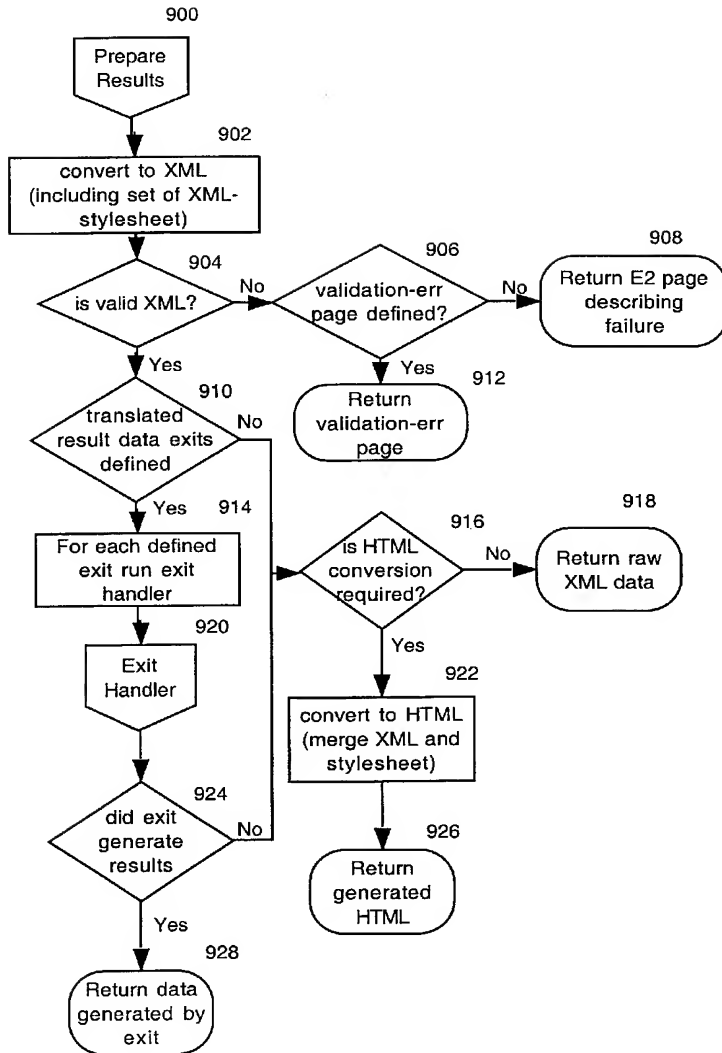 900
Prepare
Results
902
convert to XML
(including set of XML-
stylesheet)
904
is valid XML?
No
906
validation-err
page defined?
No
908
Return E2 page
describing
failure
Yes
Yes
912
Return
validation-err
page
910
translated
result data exits
defined
No
Yes
914
For each defined
exit run exit
handler
916
is HTML
conversion
required?
No
918
Return raw
XML data
920
Exit
Handler
Yes
922
convert to HTML
(merge XML and
stylesheet)
924
did exit
generate
results
No
926
Return
generated
HTML
Yes
928
Return data
generated by
exit